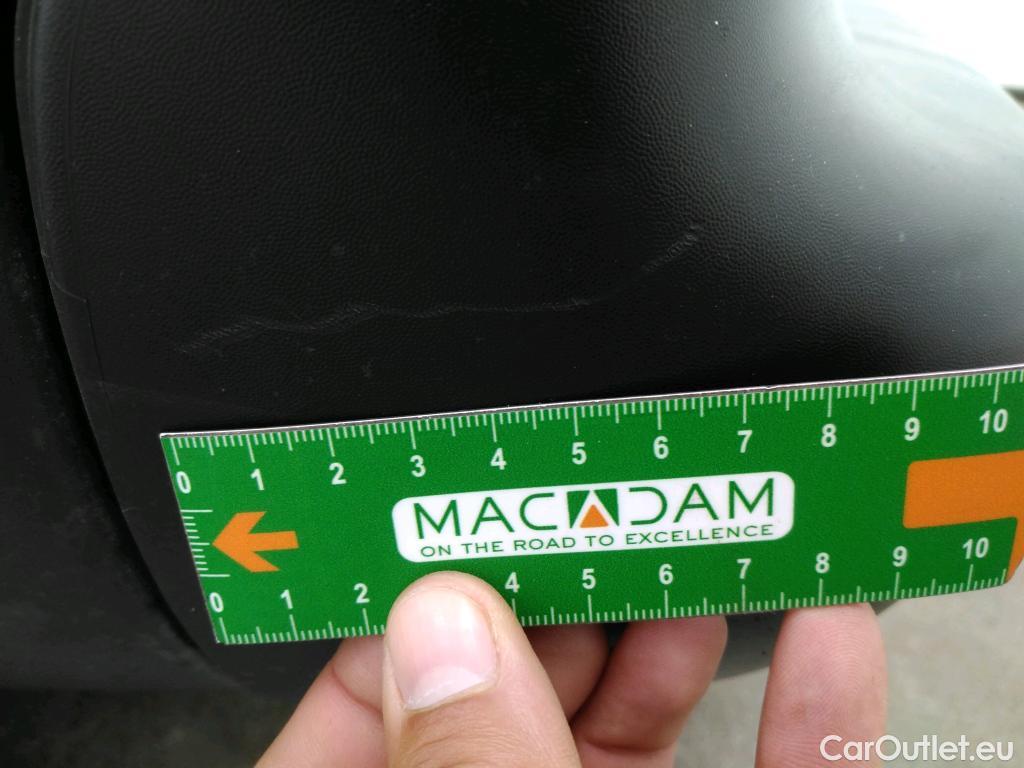 0 1 2 3 4 5 6 7 8 9 10
MACADAM
ON THE ROAD TO EXCELLENCE
0 1 2 4 5 6 7 8 9 10
CarOutlet.eu